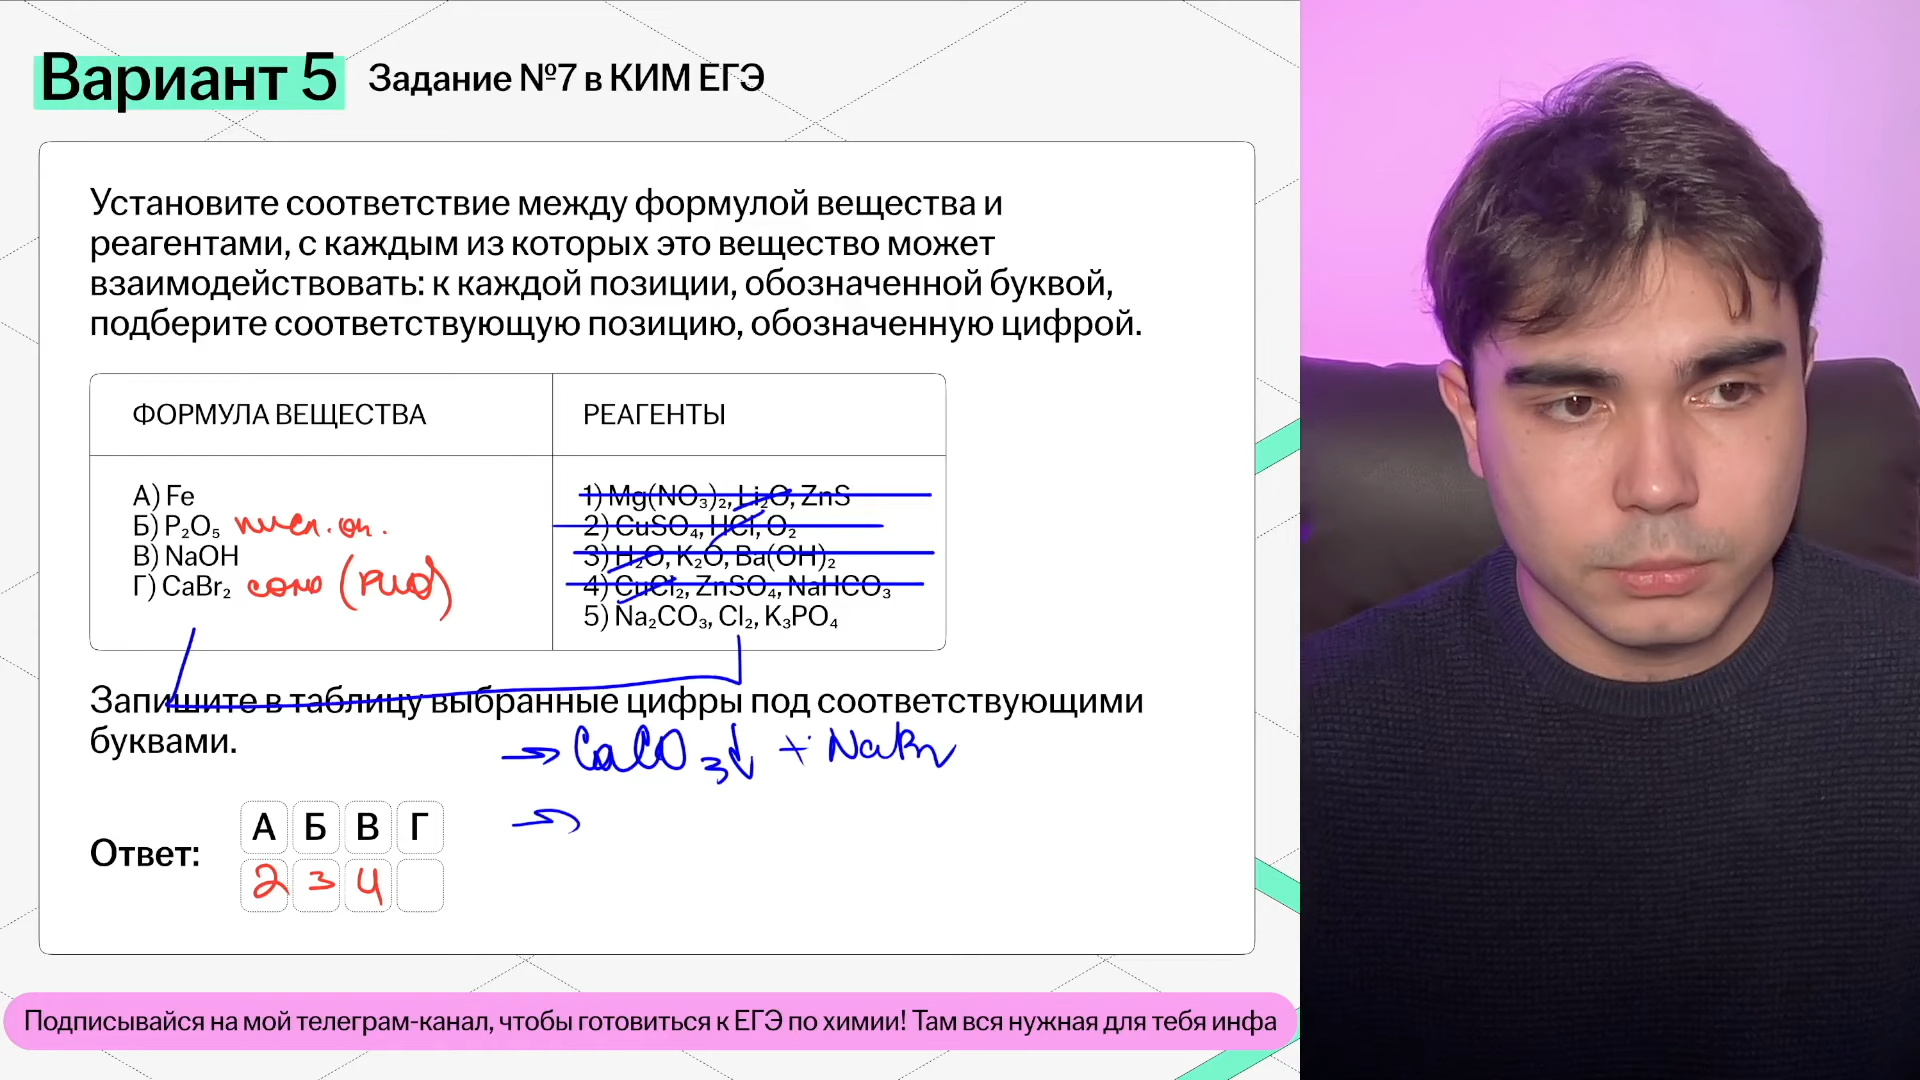 Вариант 5 Задание №7 в КИМ ЕГЭ
Установите соответствие между формулой вещества и
реагентами, с каждым из которых это вещество может
взаимодействовать: к каждой позиции, обозначенной буквой,
подберите соответствующую позицию, обозначенную цифрой.
ФОРМУЛА ВЕЩЕСТВА РЕАГЕНТЫ
А) Fe 1) Mg(NO₃)₂, Li₂O, ZnS
Б) P₂O₅ кисл. ок. 2) CuSO₄, HCl, O₂
В) NaOH 3) H₂O, K₂O, Ba(OH)₂
Г) CaBr₂ соль 4) CuCl₂, ZnSO₄, NaHCO₃
5) Na₂CO₃, Cl₂, K₃PO₄
Запишите в таблицу выбранные цифры под соответствующими
буквами.
→ CaCO₃↓ + NaBr
→
А Б В Г
Ответ:
2 3 4
Подписывайся на мой телеграм-канал, чтобы готовиться к ЕГЭ по химии! Там вся нужная для тебя инфа